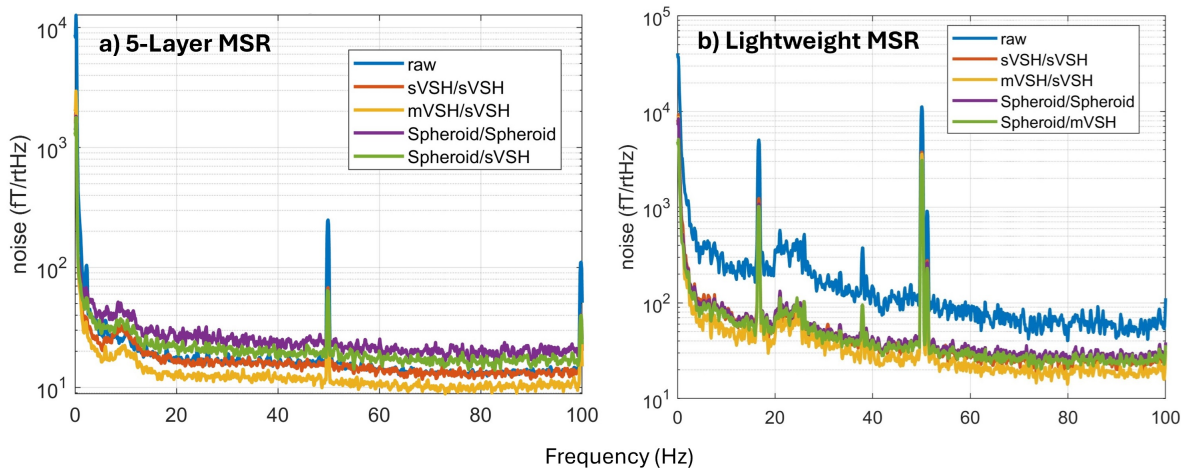 a) 5-Layer MSR
raw
sVSH/sVSH
mVSH/sVSH
Spheroid/Spheroid
Spheroid/sVSH
noise (fT/rtHz)
10^4
10^3
10^2
10^1
0
20
40
60
80
100
b) Lightweight MSR
raw
sVSH/sVSH
mVSH/sVSH
Spheroid/Spheroid
Spheroid/mVSH
noise (fT/rtHz)
10^5
10^4
10^3
10^2
10^1
0
20
40
60
80
100
Frequency (Hz)